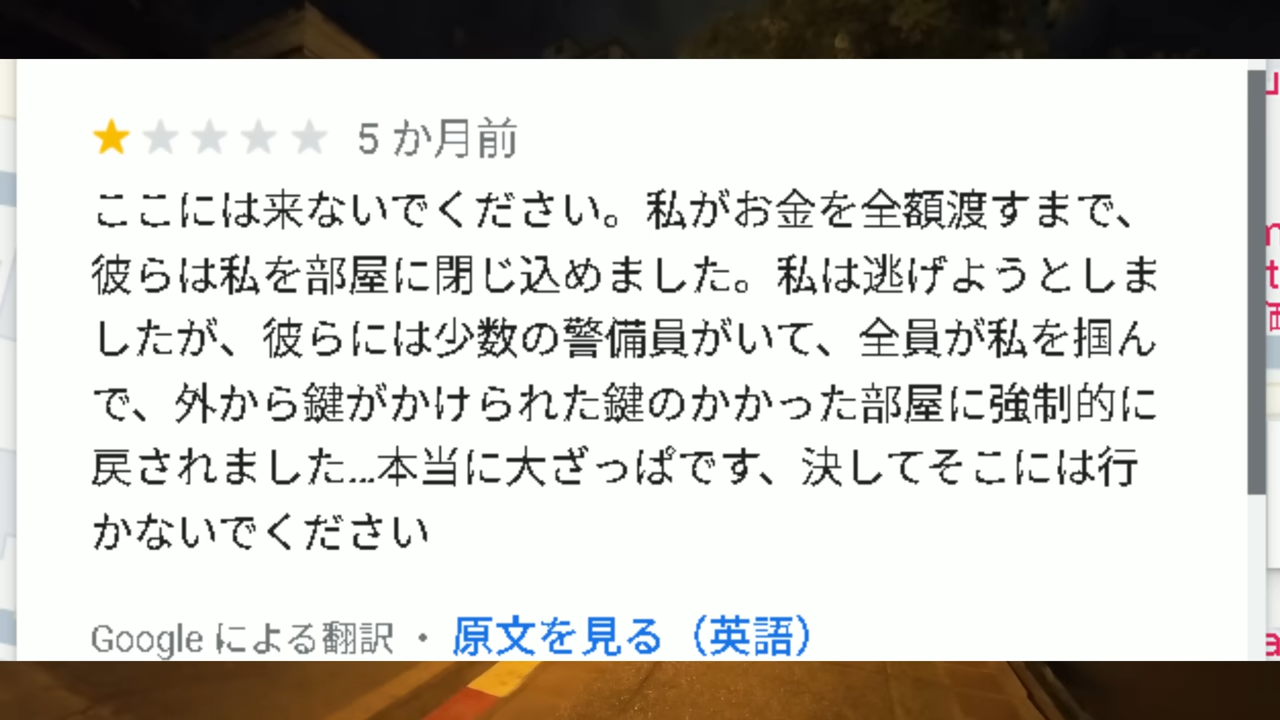 5 か月前
ここには来ないでください。私がお金を全額渡すまで、
彼らは私を部屋に閉じ込めました。私は逃げようとしま
したが、彼らには少数の警備員がいて、全員が私を掴ん
で、外から鍵がかけられた鍵のかかった部屋に強制的に
戻されました...本当に大ざっぱです、決してそこには行
かないでください
Google による翻訳 ・ 原文を見る（英語）